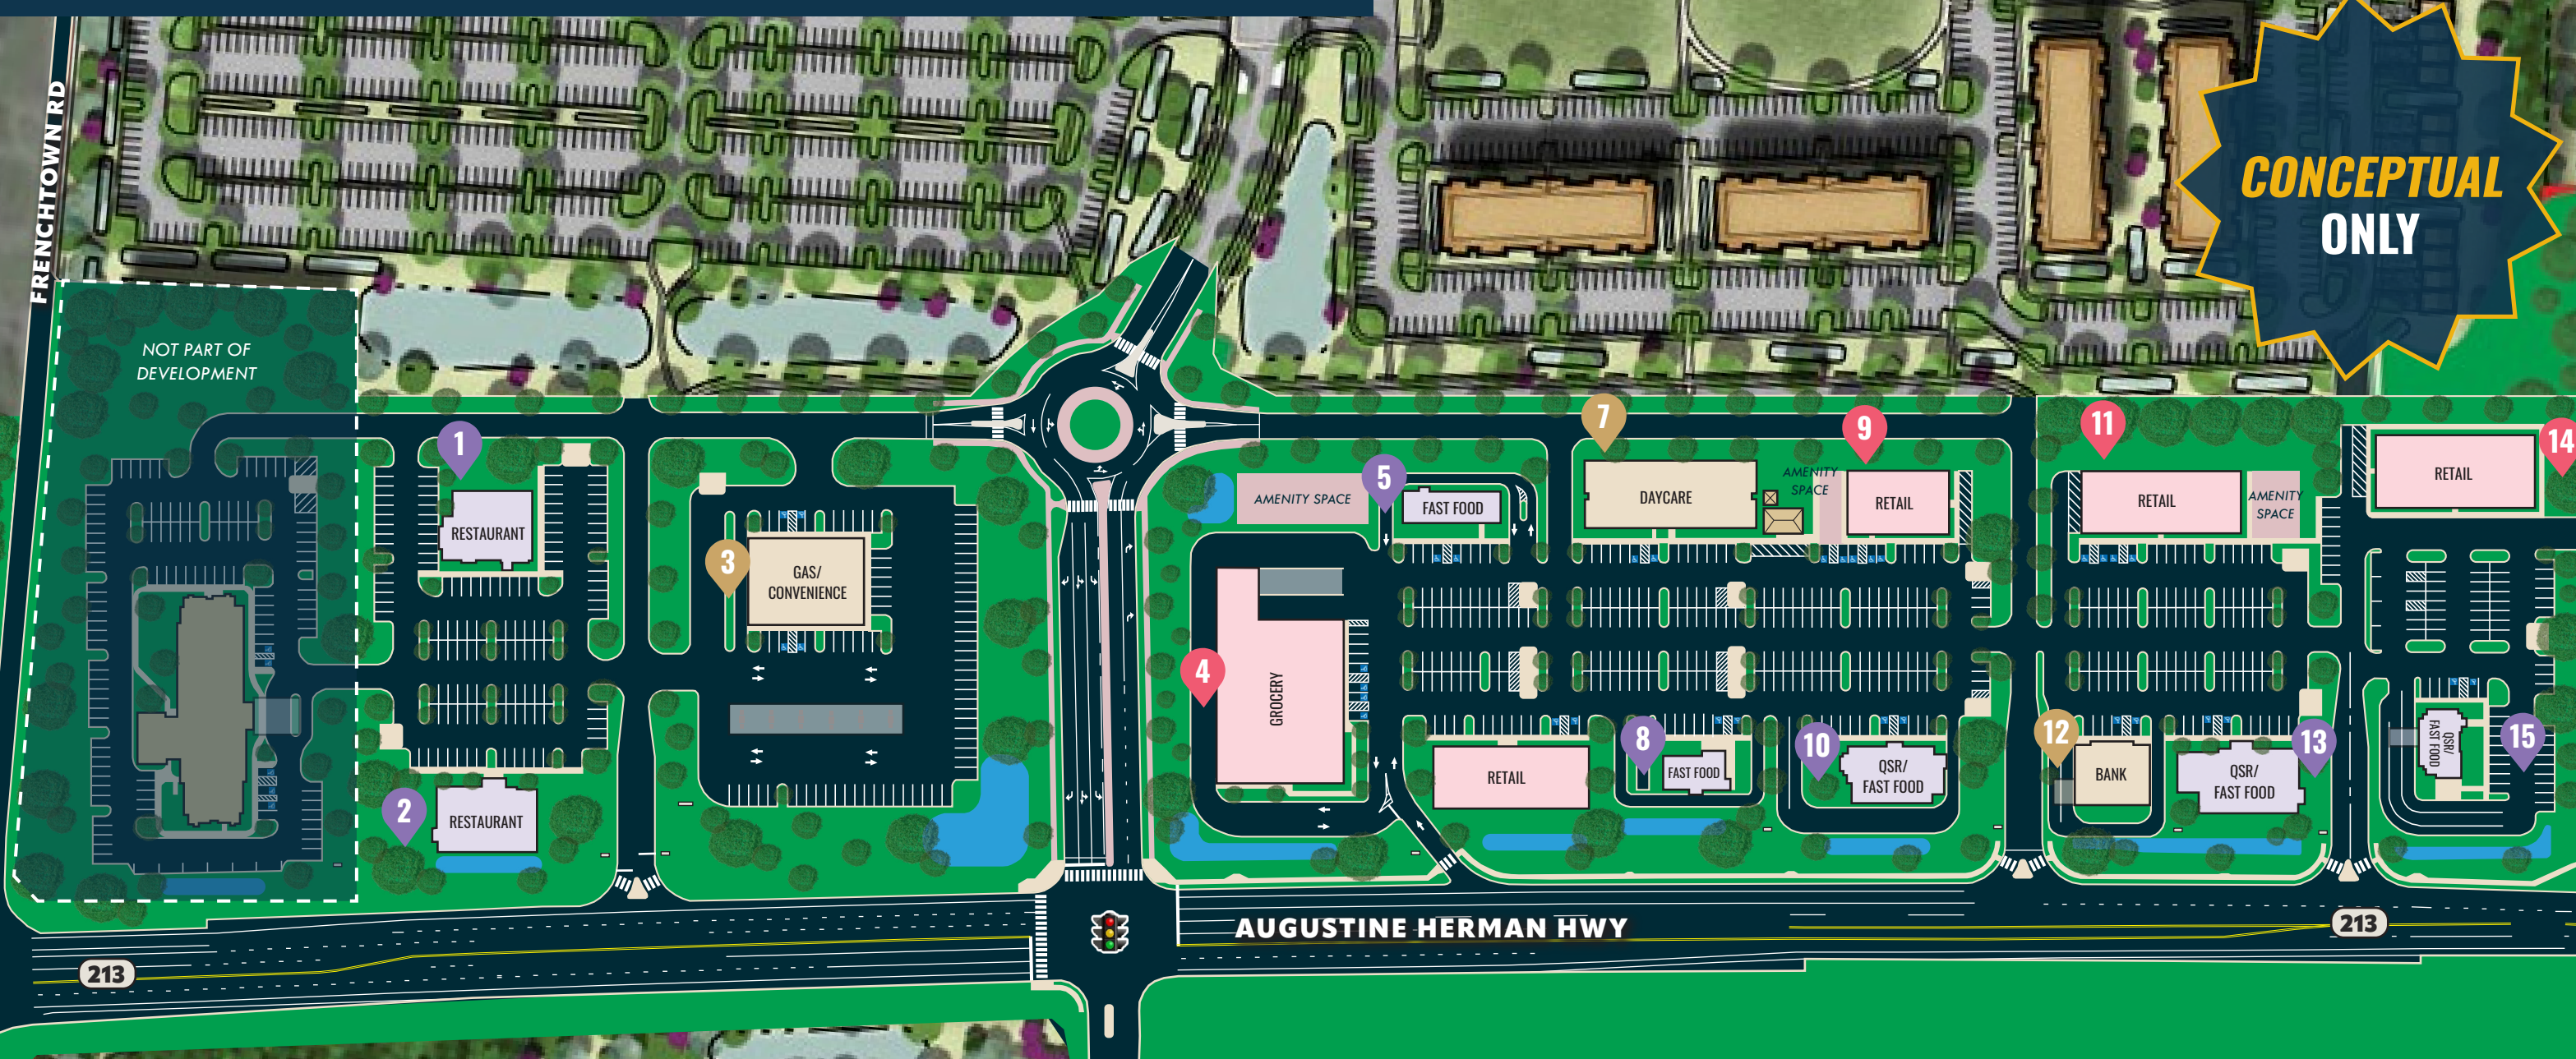 FRENCHTOWN RD
CONCEPTUAL
ONLY
NOT PART OF
DEVELOPMENT
1
RESTAURANT
2
RESTAURANT
3
GAS/
CONVENIENCE
4
GROCERY
AMENITY SPACE
5
FAST FOOD
7
DAYCARE
AMENITY
SPACE
9
RETAIL
11
RETAIL
AMENITY
SPACE
RETAIL
14
RETAIL
8
FAST FOOD
10
QSR/
FAST FOOD
12
BANK
13
QSR/
FAST FOOD
QSR/
FAST FOOD
15
AUGUSTINE HERMAN HWY
213
213